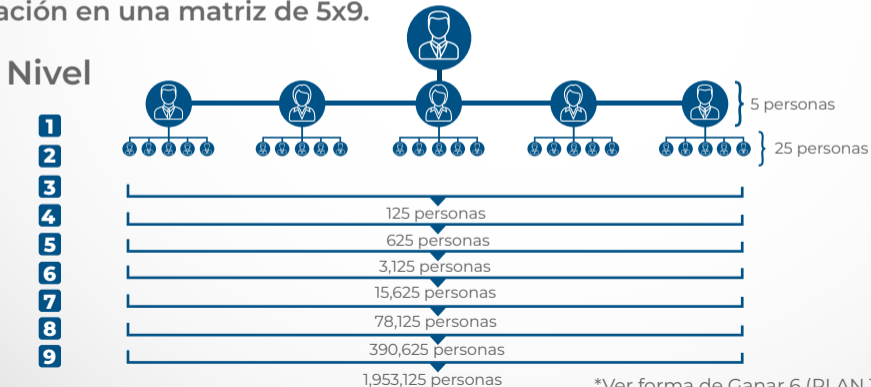 ación en una matriz de 5x9.
Nivel
1
5 personas
2
25 personas
3
125 personas
4
625 personas
5
3,125 personas
6
15,625 personas
7
78,125 personas
8
390,625 personas
9
1,953,125 personas
*Ver forma de Ganar 6 (PLAN